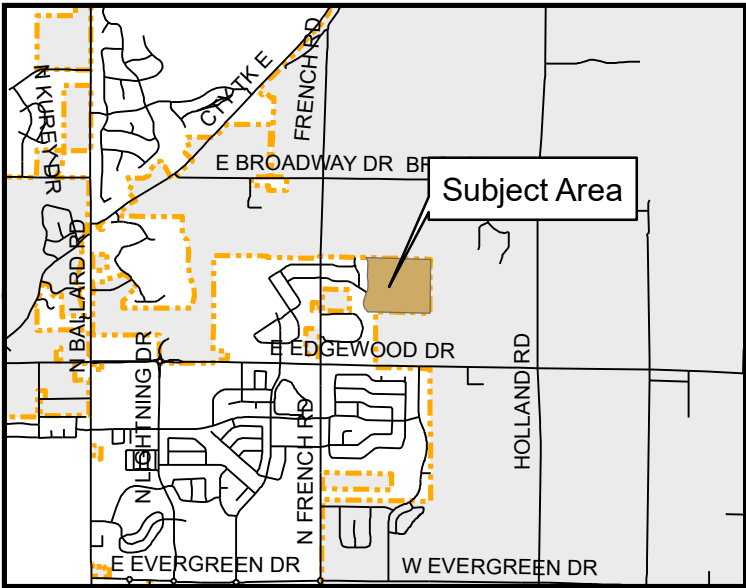 N KUREY DR
CTH TK E
FRENCH RD
E BROADWAY DR
Subject Area
N BALLARD RD
E EDGEWOOD DR
N LIGHTNING DR
N FRENCH RD
HOLLAND RD
E EVERGREEN DR
W EVERGREEN DR